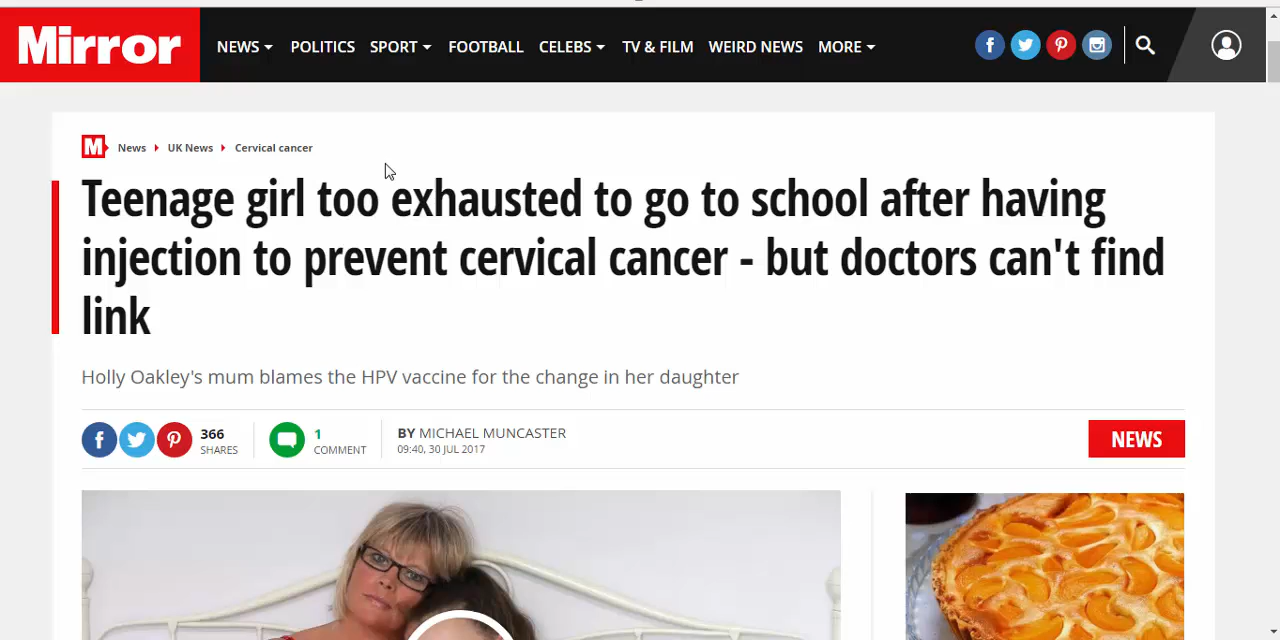 Mirror
NEWS POLITICS SPORT FOOTBALL CELEBS TV & FILM WEIRD NEWS MORE
M News UK News Cervical cancer
Teenage girl too exhausted to go to school after having
injection to prevent cervical cancer - but doctors can't find
link
Holly Oakley's mum blames the HPV vaccine for the change in her daughter
366
SHARES
1
COMMENT
BY MICHAEL MUNCASTER
09:40, 30 JUL 2017
NEWS